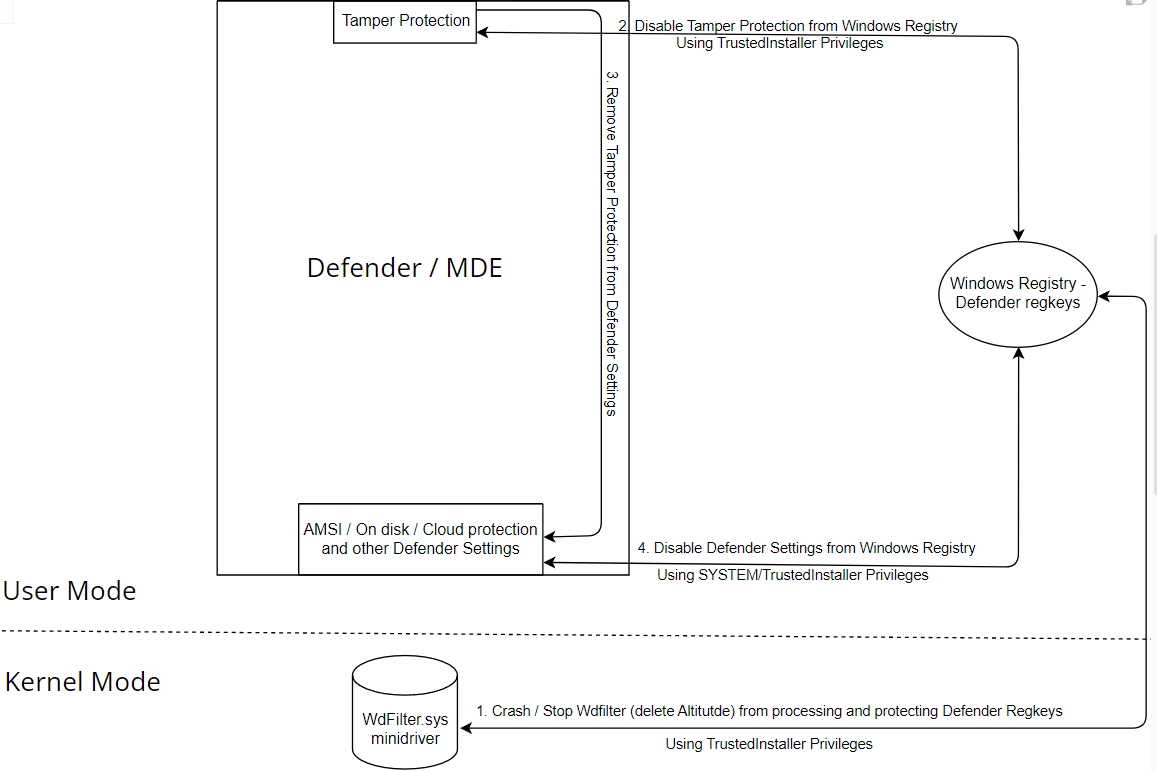 Tamper Protection
2. Disable Tamper Protection from Windows Registry
Using TrustedInstaller Privileges
3. Remove Tamper Protection from Defender Settings
Defender / MDE
Windows Registry -
Defender regkeys
AMSI / On disk / Cloud protection
and other Defender Settings
4. Disable Defender Settings from Windows Registry
Using SYSTEM/TrustedInstaller Privileges
User Mode
Kernel Mode
WdFilter.sys
minidriver
1. Crash / Stop Wdfilter (delete Altitutde) from processing and protecting Defender Regkeys
Using TrustedInstaller Privileges